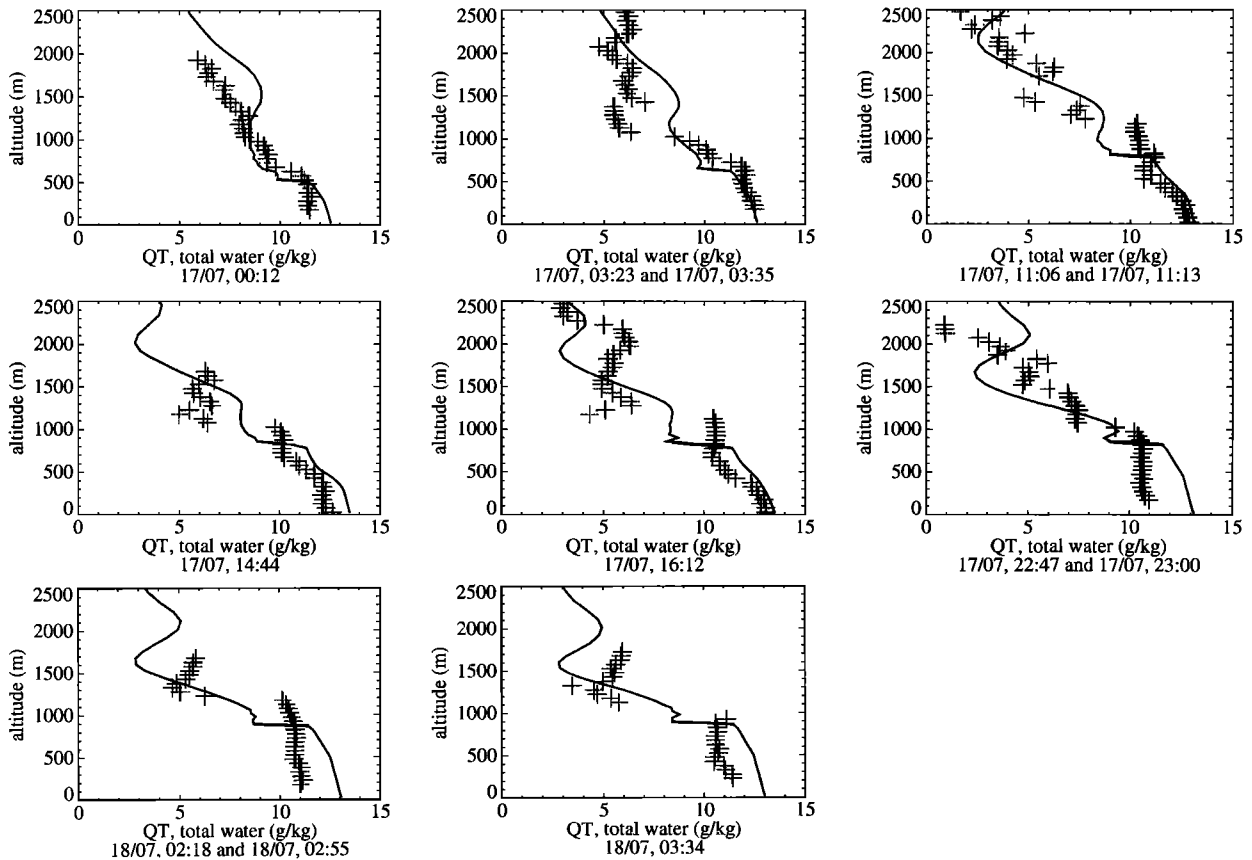 2500
2000
1500
1000
500
0
altitude (m)
0 5 10 15
QT, total water (g/kg)
17/07, 00:12
2500
2000
1500
1000
500
0
altitude (m)
0 5 10 15
QT, total water (g/kg)
17/07, 03:23 and 17/07, 03:35
2500
2000
1500
1000
500
0
altitude (m)
0 5 10 15
QT, total water (g/kg)
17/07, 11:06 and 17/07, 11:13
2500
2000
1500
1000
500
0
altitude (m)
0 5 10 15
QT, total water (g/kg)
17/07, 14:44
2500
2000
1500
1000
500
0
altitude (m)
0 5 10 15
QT, total water (g/kg)
17/07, 16:12
2500
2000
1500
1000
500
0
altitude (m)
0 5 10 15
QT, total water (g/kg)
17/07, 22:47 and 17/07, 23:00
2500
2000
1500
1000
500
0
altitude (m)
0 5 10 15
QT, total water (g/kg)
18/07, 02:18 and 18/07, 02:55
2500
2000
1500
1000
500
0
altitude (m)
0 5 10 15
QT, total water (g/kg)
18/07, 03:34